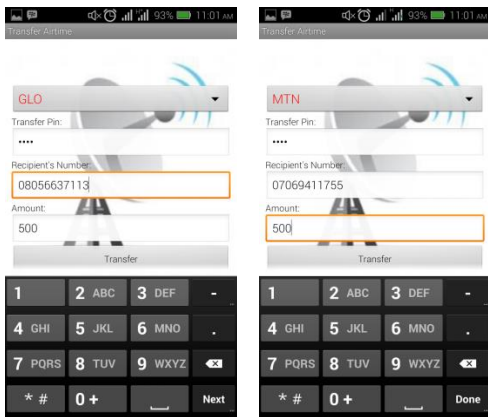 93% 11:01 AM
Transfer Airtime
GLO
Transfer Pin:
••••
Recipient's Number:
08056637113
Amount:
500
Transfer
1 2 ABC 3 DEF -
4 GHI 5 JKL 6 MNO .
7 PQRS 8 TUV 9 WXYZ
* # 0 + Next
93% 11:01 AM
Transfer Airtime
MTN
Transfer Pin:
••••
Recipient's Number:
07069411755
Amount:
500
Transfer
1 2 ABC 3 DEF -
4 GHI 5 JKL 6 MNO .
7 PQRS 8 TUV 9 WXYZ
* # 0 + Done